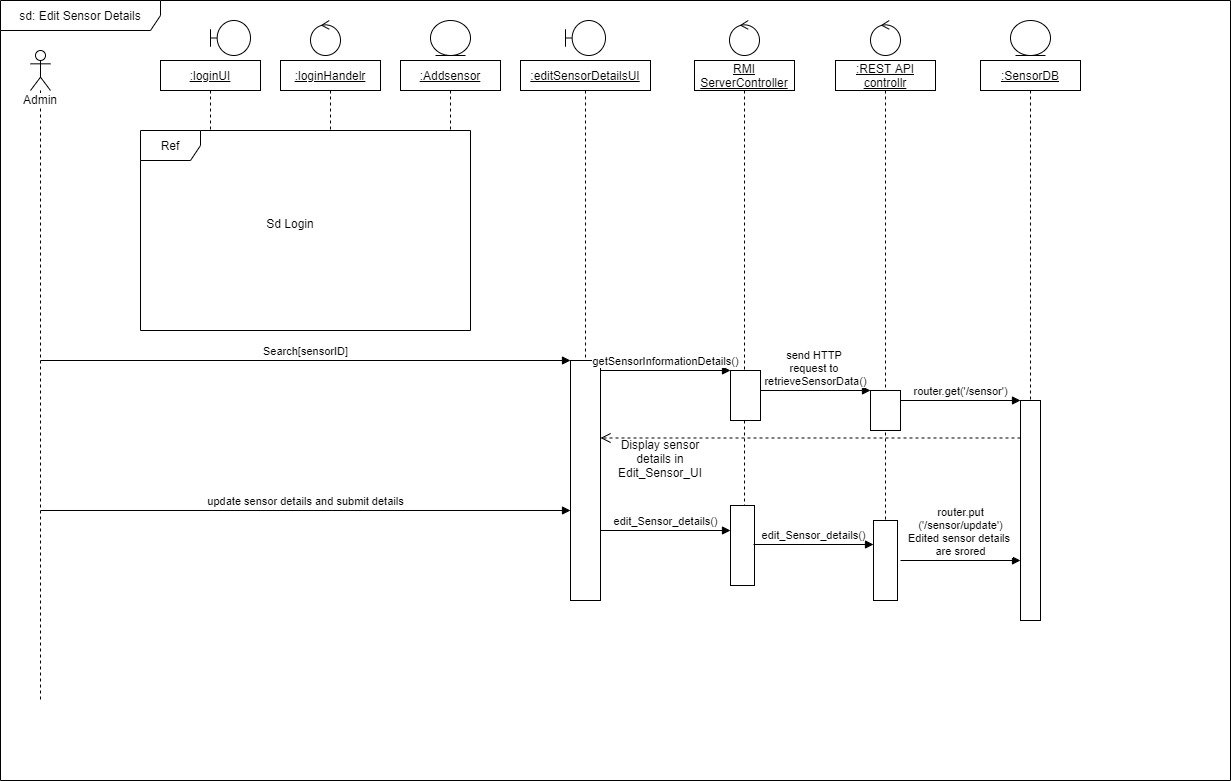 sd: Edit Sensor Details
Admin
:loginUI
:loginHandelr
:Addsensor
:editSensorDetailsUI
RMI
ServerController
:REST API
controllr
:SensorDB
Ref
Sd Login
Search[sensorID]
getSensorInformationDetails()
send HTTP
request to
retrieveSensorData()
router.get('/sensor')
Display sensor
details in
Edit_Sensor_UI
update sensor details and submit details
edit_Sensor_details()
edit_Sensor_details()
router.put
('/sensor/update')
Edited sensor details
are srored